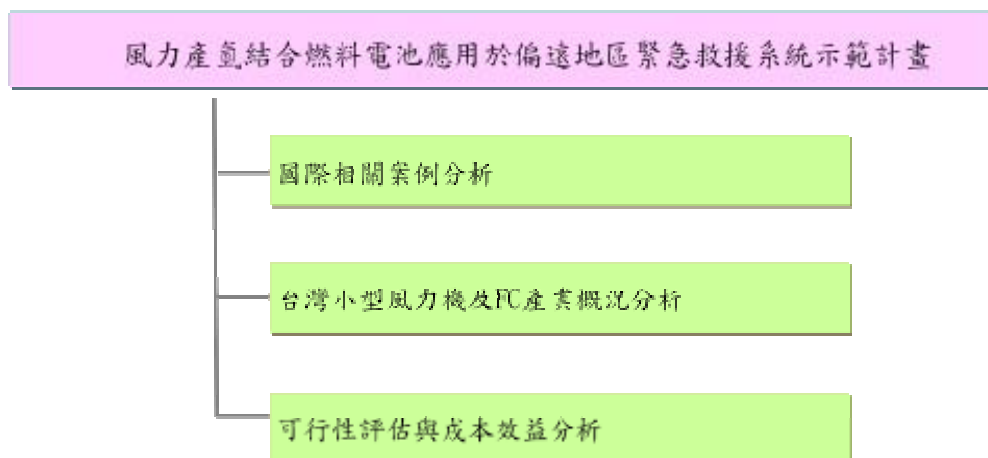 風力產氫結合燃料電池應用於偏遠地區緊急救援系統示範計畫
國際相關案例分析
台灣小型風力機及FC產業概況分析
可行性評估與成本效益分析